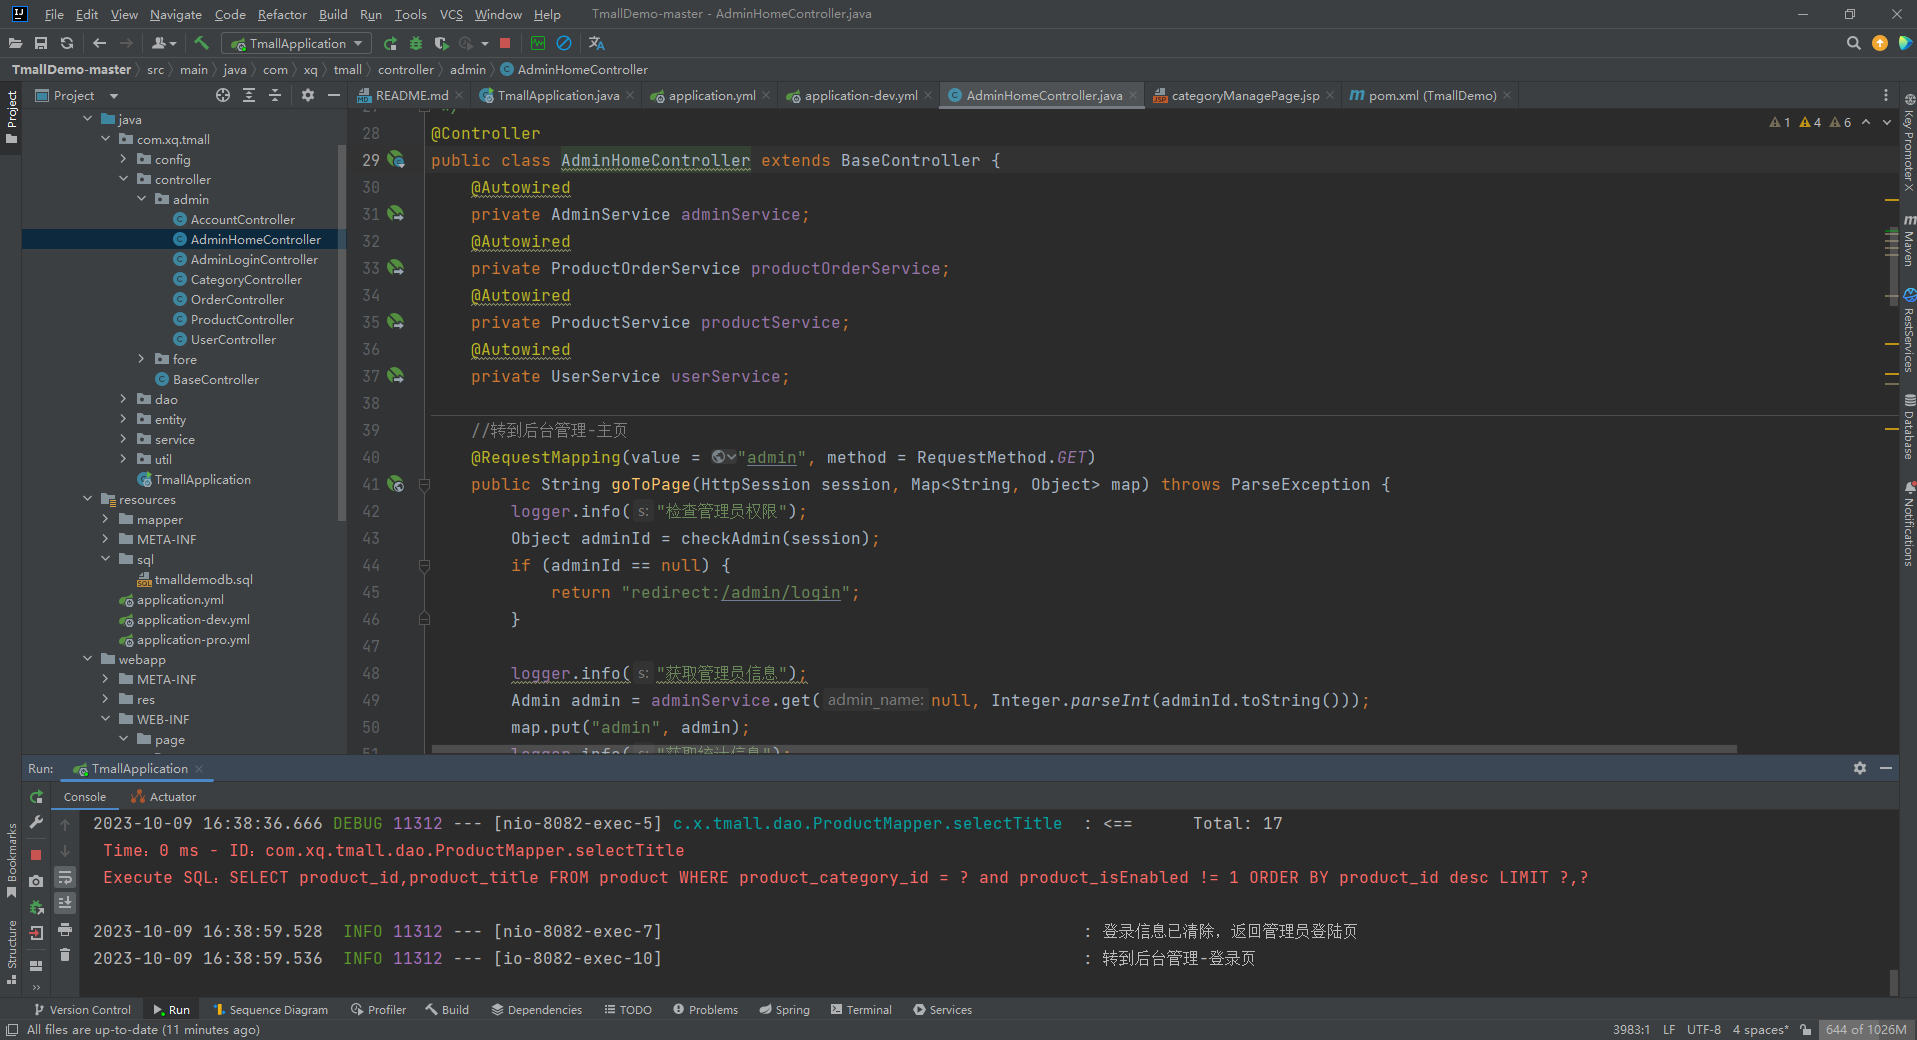 File Edit View Navigate Code Refactor Build Run Tools VCS Window Help TmallDemo-master - AdminHomeController.java
TmallApplication
TmallDemo-master src main java com xq tmall controller admin AdminHomeController
Project
README.md TmallApplication.java application.yml application-dev.yml AdminHomeController.java categoryManagePage.jsp pom.xml (TmallDemo)
Project
java
com.xq.tmall
config
controller
admin
AccountController
AdminHomeController
AdminLoginController
CategoryController
OrderController
ProductController
UserController
fore
BaseController
dao
entity
service
util
TmallApplication
resources
mapper
META-INF
sql
tmalldemodb.sql
application.yml
application-dev.yml
application-pro.yml
webapp
META-INF
res
WEB-INF
page
1 4 6
28 @Controller
29 public class AdminHomeController extends BaseController {
30 @Autowired
31 private AdminService adminService;
32 @Autowired
33 private ProductOrderService productOrderService;
34 @Autowired
35 private ProductService productService;
36 @Autowired
37 private UserService userService;
38
39 //转到后台管理-主页
40 @RequestMapping(value = "admin", method = RequestMethod.GET)
41 public String goToPage(HttpSession session, Map<String, Object> map) throws ParseException {
42 logger.info( s: "检查管理员权限");
43 Object adminId = checkAdmin(session);
44 if (adminId == null) {
45 return "redirect:/admin/login";
46 }
47
48 logger.info( s: "获取管理员信息");
49 Admin admin = adminService.get( admin_name: null, Integer.parseInt(adminId.toString()));
50 map.put("admin", admin);
51 logger.info( s: "获取统计信息");
Key Promoter X
Maven
RestServices
Database
Notifications
Run: TmallApplication
Console Actuator
2023-10-09 16:38:36.666 DEBUG 11312 --- [nio-8082-exec-5] c.x.tmall.dao.ProductMapper.selectTitle : <== Total: 17
Time：0 ms - ID：com.xq.tmall.dao.ProductMapper.selectTitle
Execute SQL：SELECT product_id,product_title FROM product WHERE product_category_id = ? and product_isEnabled != 1 ORDER BY product_id desc LIMIT ?,?
2023-10-09 16:38:59.528 INFO 11312 --- [nio-8082-exec-7] : 登录信息已清除，返回管理员登陆页
2023-10-09 16:38:59.536 INFO 11312 --- [io-8082-exec-10] : 转到后台管理-登录页
Bookmarks
Structure
Version Control Run Sequence Diagram Profiler Build Dependencies TODO Problems Spring Terminal Services
All files are up-to-date (11 minutes ago) 3983:1 LF UTF-8 4 spaces* 644 of 1026M